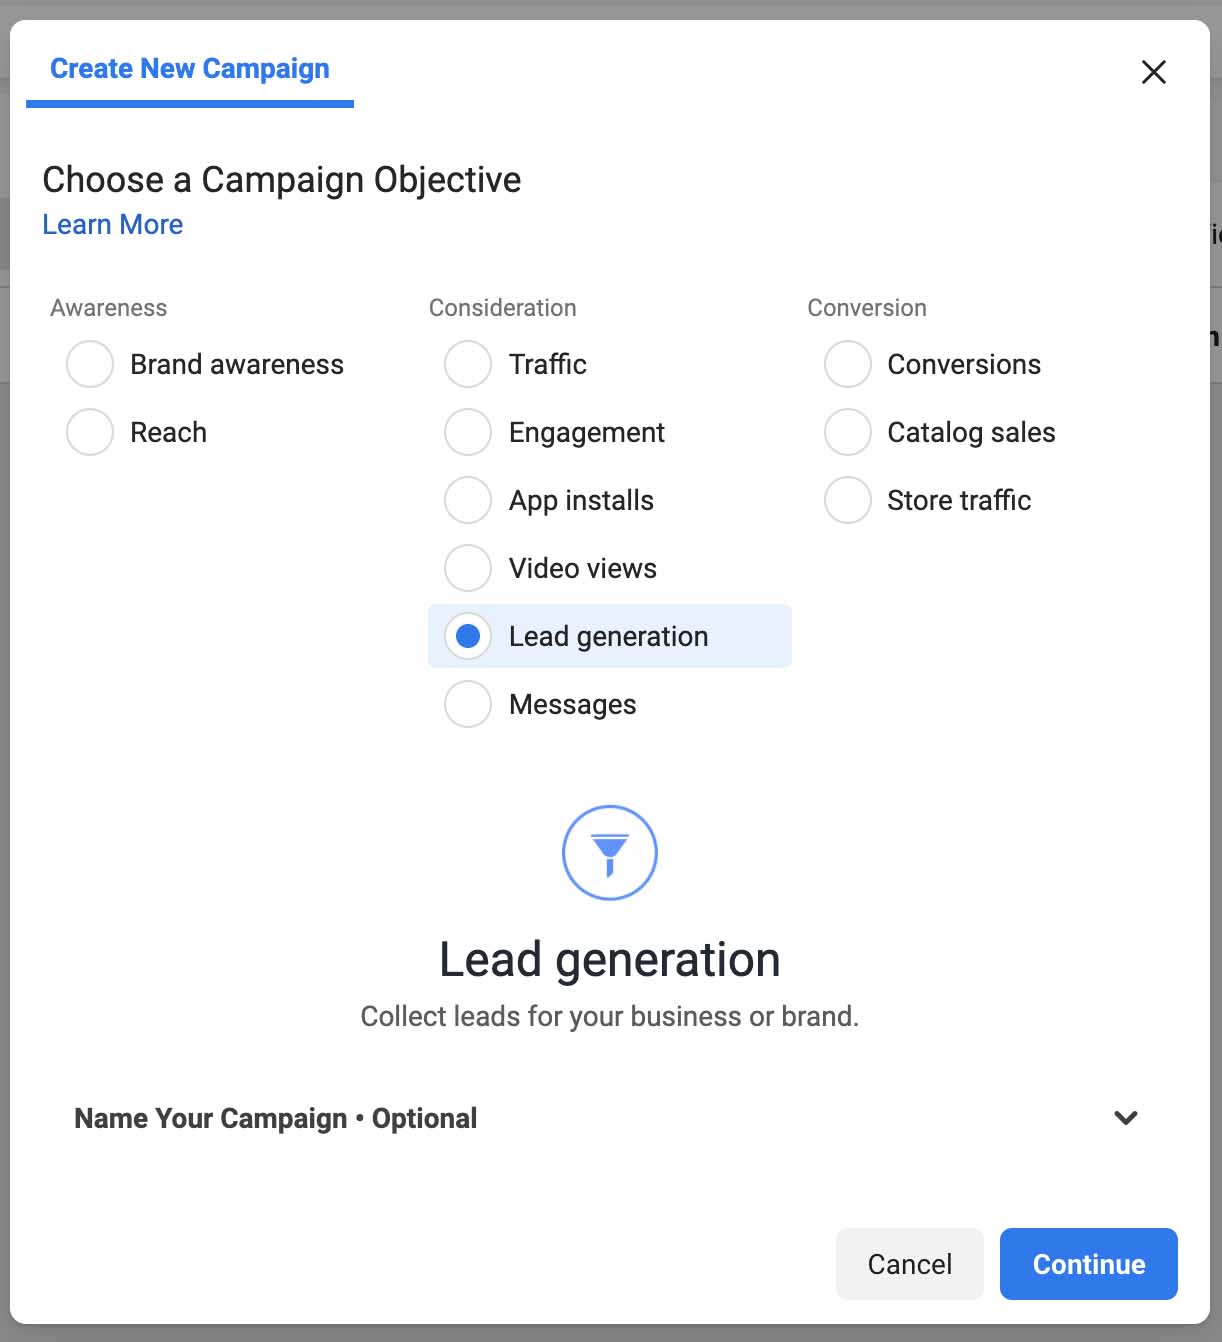 Create New Campaign
Choose a Campaign Objective
Learn More
Awareness
Brand awareness
Reach
Consideration
Traffic
Engagement
App installs
Video views
Lead generation
Messages
Conversion
Conversions
Catalog sales
Store traffic
Lead generation
Collect leads for your business or brand.
Name Your Campaign • Optional
Cancel
Continue